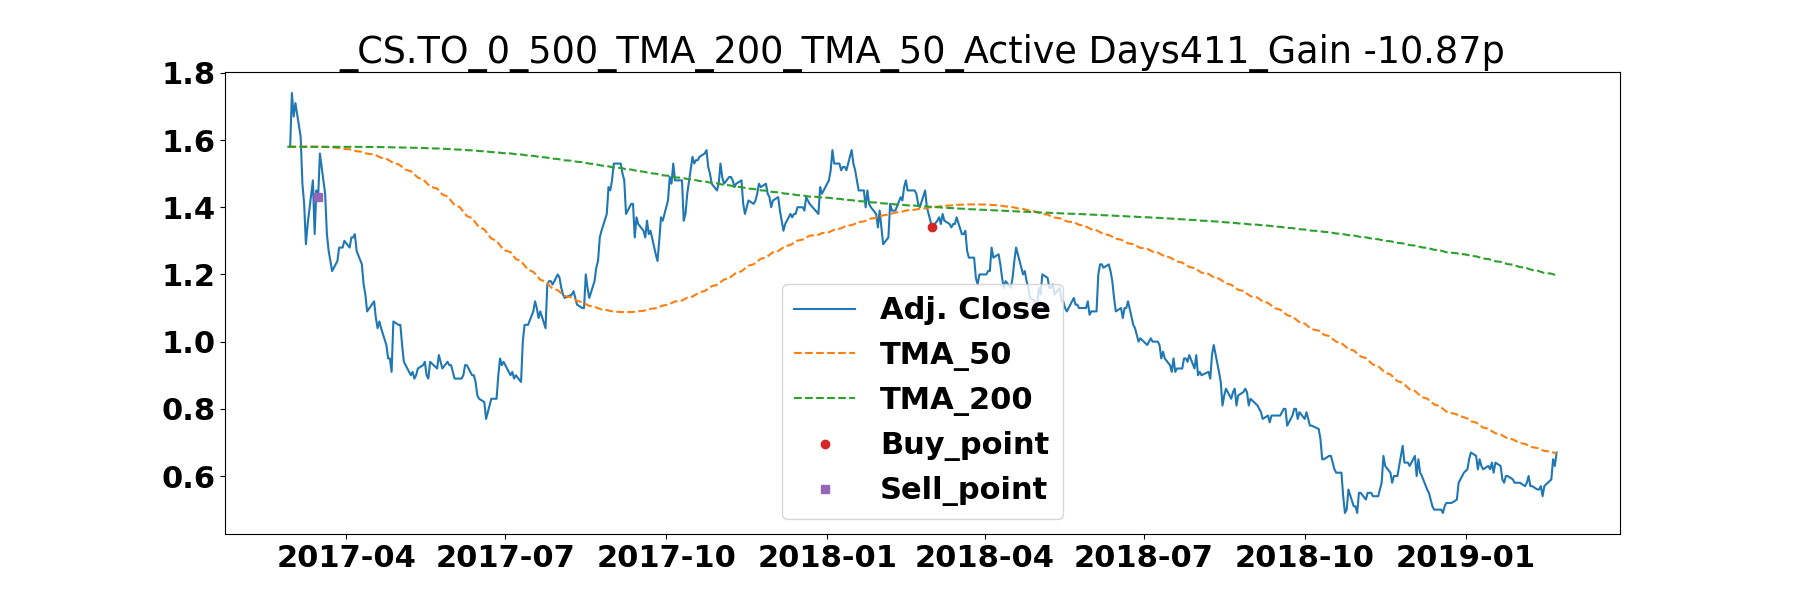 _CS.TO_0_500_TMA_200_TMA_50_Active Days411_Gain -10.87p
1.8
1.6
1.4
1.2
1.0
0.8
0.6
Adj. Close
TMA_50
TMA_200
Buy_point
Sell_point
2017-04 2017-07 2017-10 2018-01 2018-04 2018-07 2018-10 2019-01